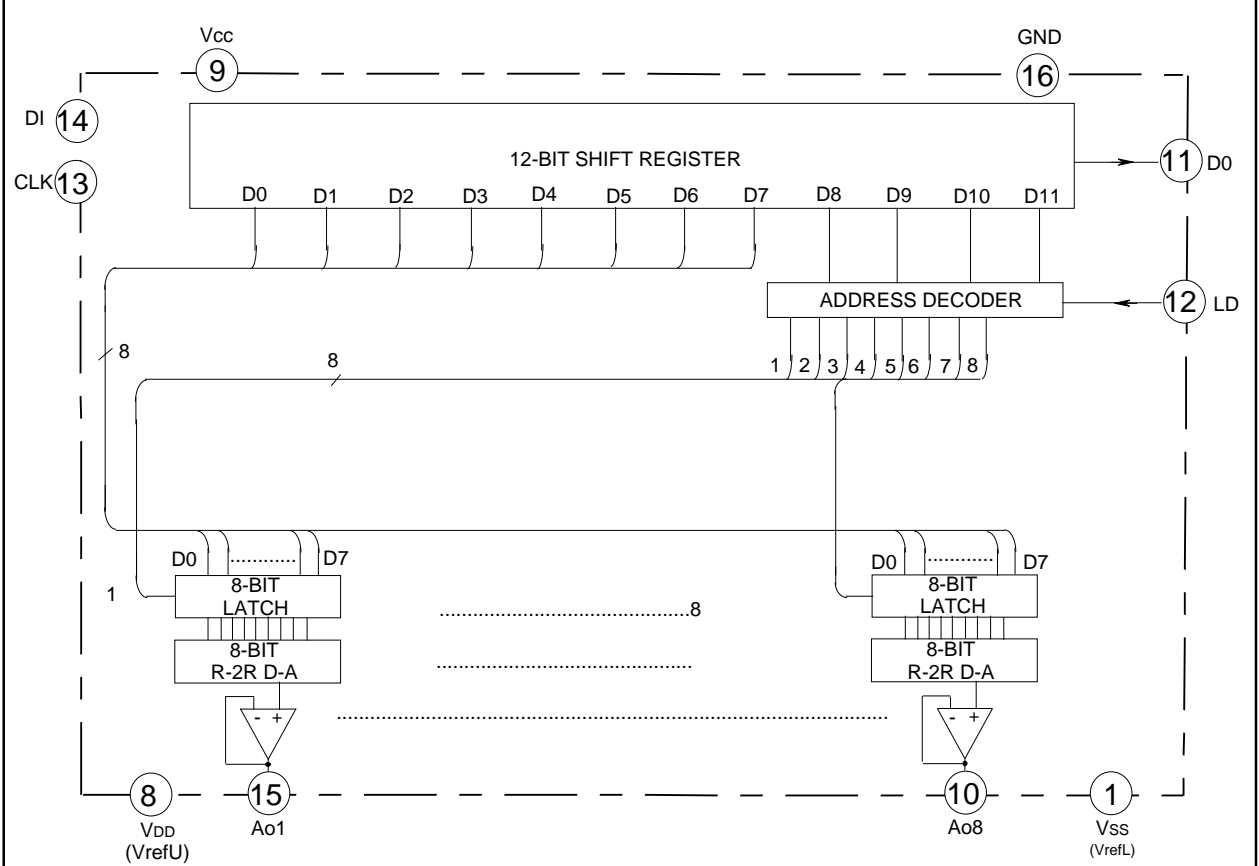 Vcc
GND
9
16
DI 14
12-BIT SHIFT REGISTER
11 D0
CLK 13
D0 D1 D2 D3 D4 D5 D6 D7 D8 D9 D10 D11
ADDRESS DECODER
12 LD
8
8
1 2 3 4 5 6 7 8
D0 ............ D7
D0 ............ D7
1
8-BIT
LATCH
........................................8
8-BIT
LATCH
8-BIT
R-2R D-A
8-BIT
R-2R D-A
- +
- +
8
15
10
1
VDD
(VrefU)
Ao1
Ao8
Vss
(VrefL)